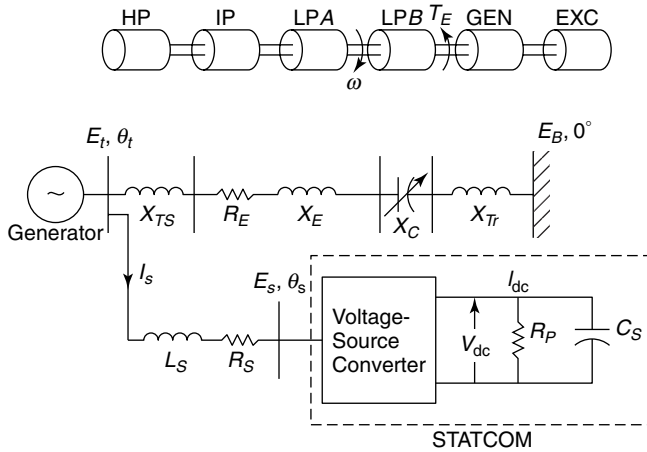 HP IP LPA LPB T_E GEN EXC
ω
E_t, θ_t
E_B, 0°
~
Generator
X_TS R_E X_E X_C X_Tr
I_s
E_s, θ_s
Voltage-
Source
Converter
I_dc
V_dc
R_P
C_S
L_S R_S
STATCOM